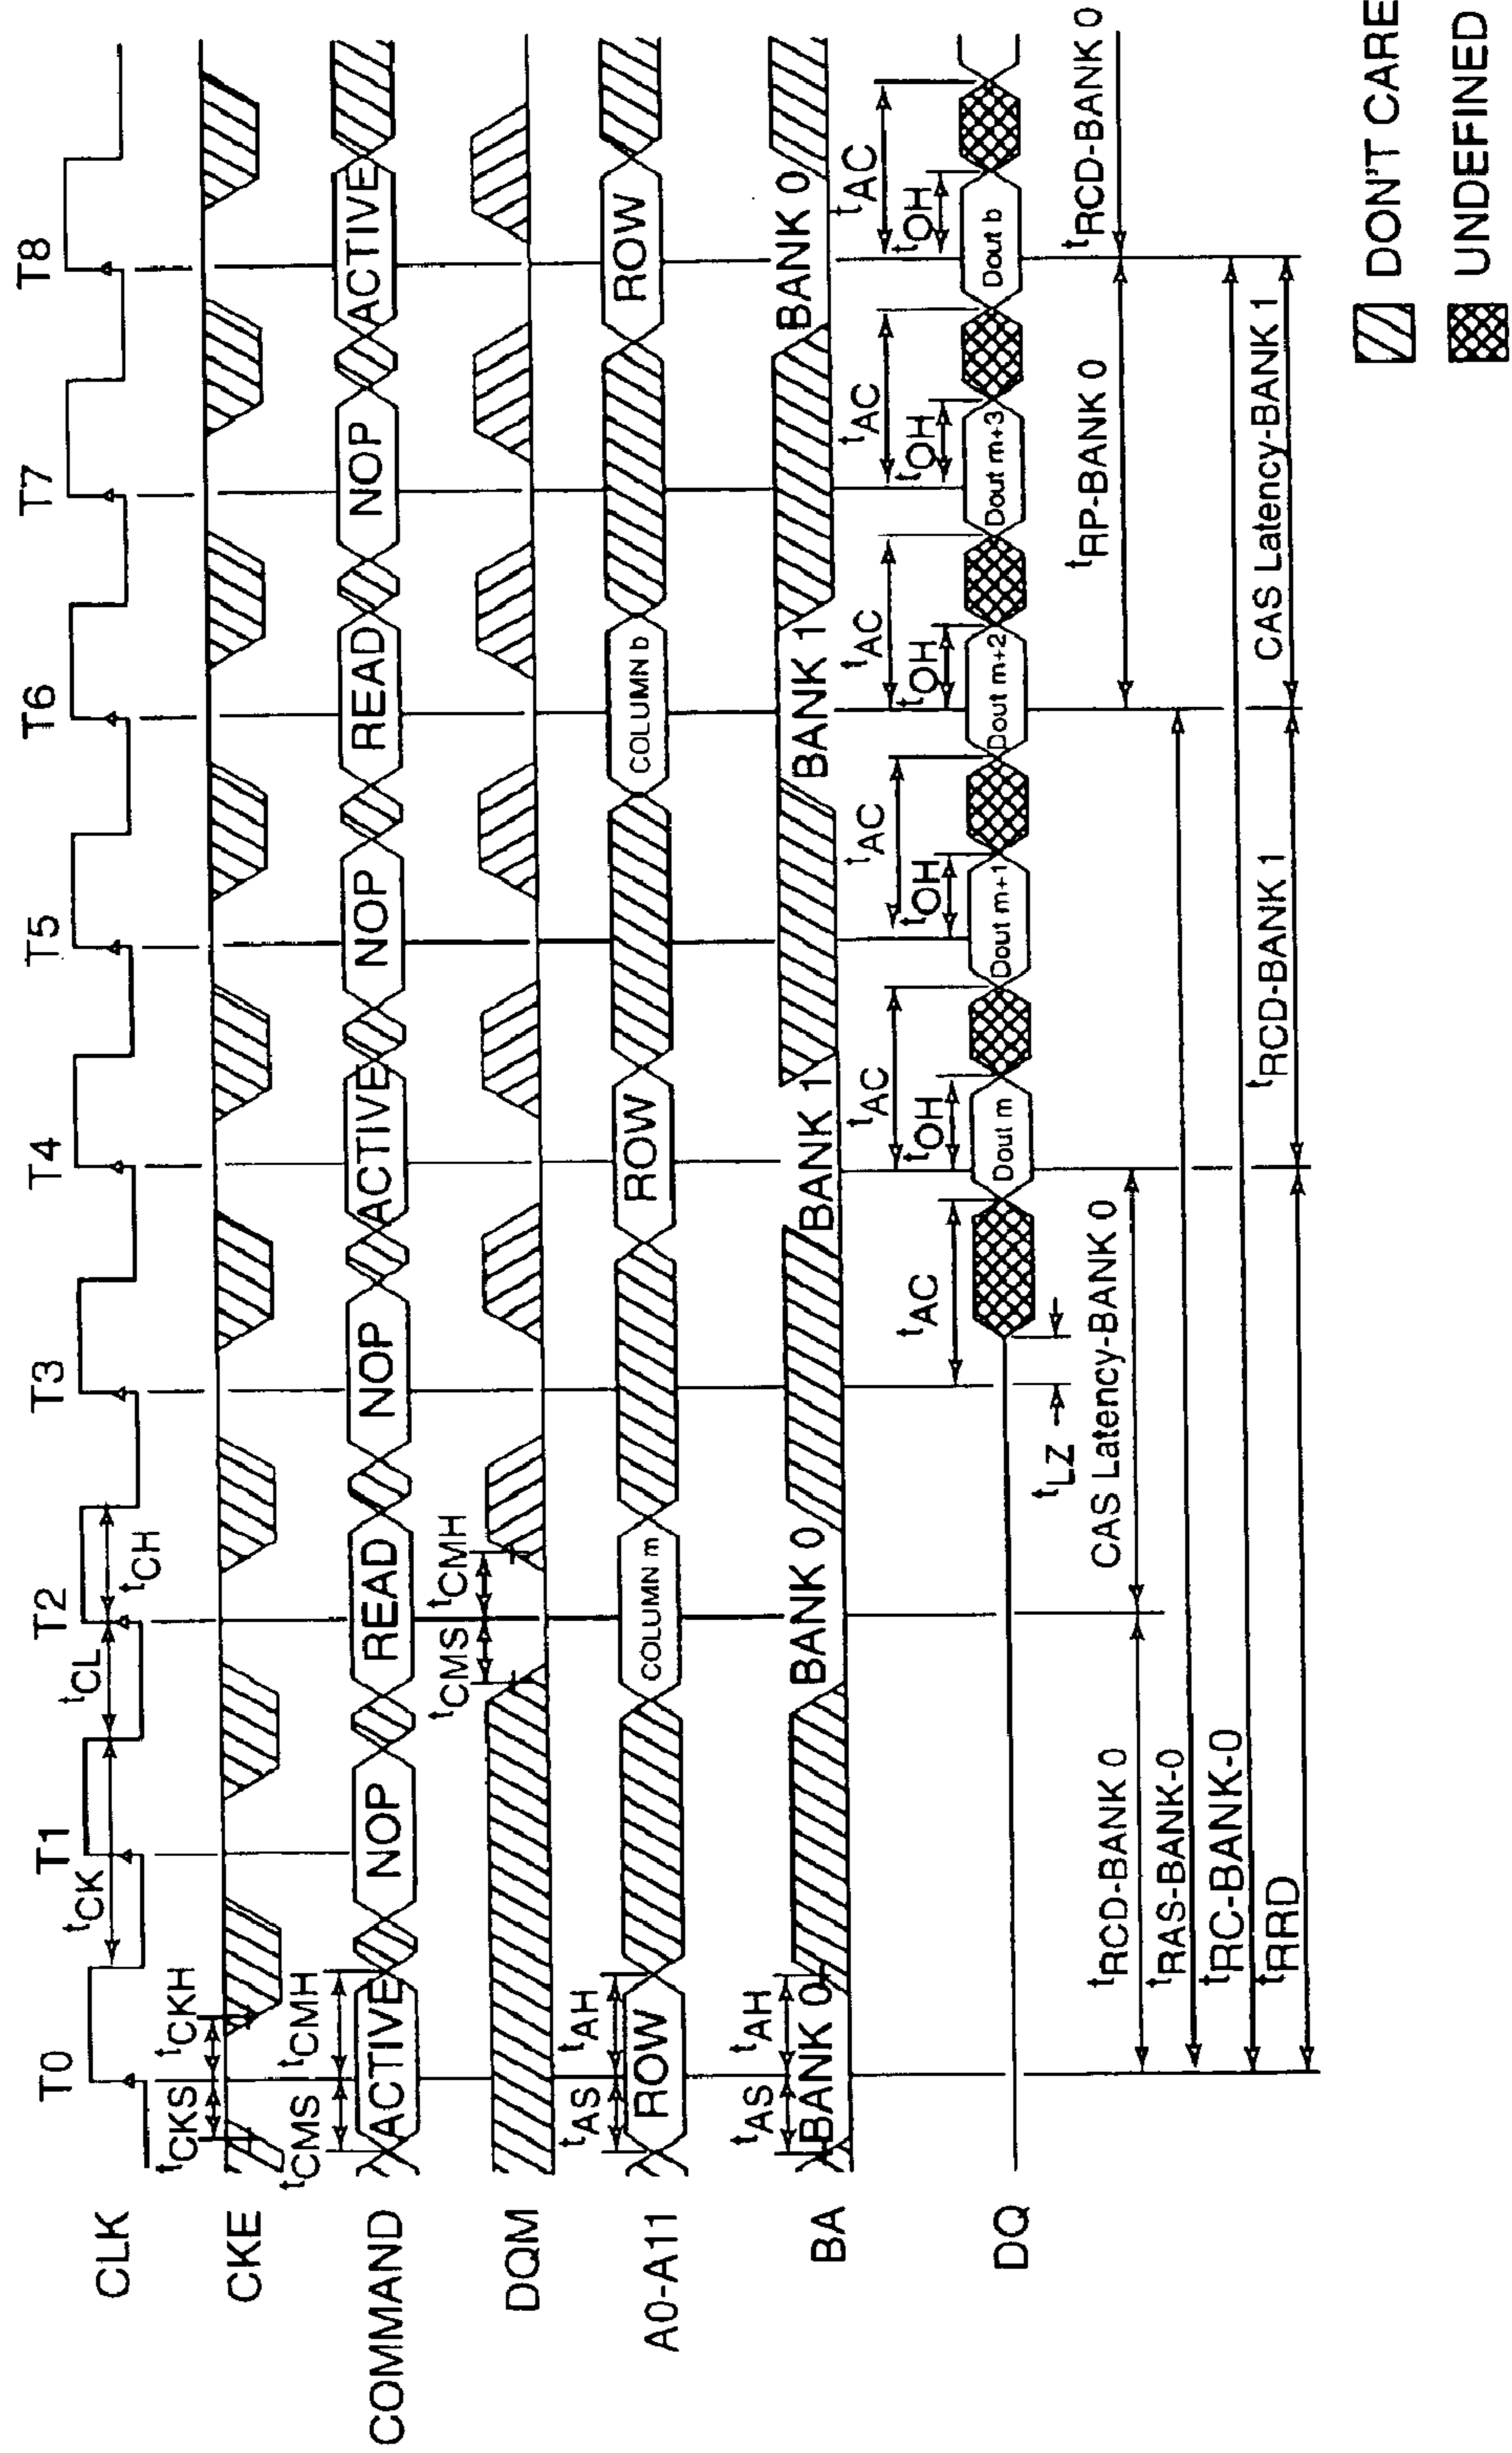 T0 T1 T2 T3 T4 T5 T6 T7 T8
CLK
tCK tCL tCH
CKE
tCKS tCKH
COMMAND
tCMS tCMH
ACTIVE NOP READ NOP ACTIVE NOP READ NOP ACTIVE
DQM
tCMS tCMH
A0-A11
tAS tAH
ROW COLUMN m ROW COLUMN b ROW
BA
tAS tAH
BANK 0 BANK 0 BANK 1 BANK 1 BANK 0
DQ
tAC tAC tAC tAC tAC tAC
tOH tOH tOH tOH tOH
Dout m Dout m+1 Dout m+2 Dout m+3 Dout b
tLZ
tRCD-BANK 0 CAS Latency-BANK 0 tRP-BANK 0 tRCD-BANK 0
tRAS-BANK-0
tRC-BANK-0
tRRD tRCD-BANK 1 CAS Latency-BANK 1
DON'T CARE
UNDEFINED